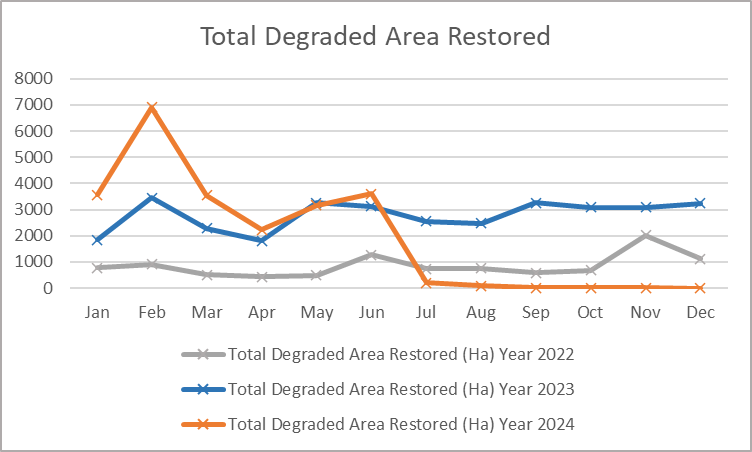 Total Degraded Area Restored
8000
7000
6000
5000
4000
3000
2000
1000
0
Jan Feb Mar Apr May Jun Jul Aug Sep Oct Nov Dec
Total Degraded Area Restored (Ha) Year 2022
Total Degraded Area Restored (Ha) Year 2023
Total Degraded Area Restored (Ha) Year 2024